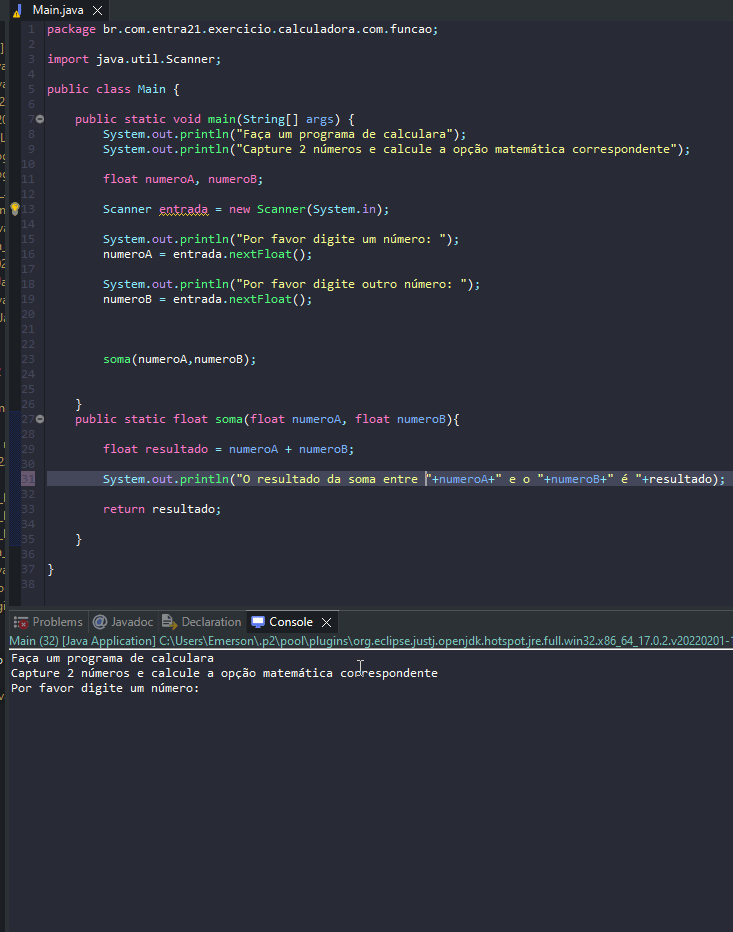 Main.java
1 package br.com.entra21.exercicio.calculadora.com.funcao;
2
3 import java.util.Scanner;
4
5 public class Main {
6
7 public static void main(String[] args) {
8 System.out.println("Faça um programa de calculara");
9 System.out.println("Capture 2 números e calcule a opção matemática correspondente");
10
11 float numeroA, numeroB;
12
13 Scanner entrada = new Scanner(System.in);
14
15 System.out.println("Por favor digite um número: ");
16 numeroA = entrada.nextFloat();
17
18 System.out.println("Por favor digite outro número: ");
19 numeroB = entrada.nextFloat();
20
21
22
23 soma(numeroA,numeroB);
24
25
26 }
27 public static float soma(float numeroA, float numeroB){
28
29 float resultado = numeroA + numeroB;
30
31 System.out.println("O resultado da soma entre "+numeroA+" e o "+numeroB+" é "+resultado);
32
33 return resultado;
34
35 }
36
37 }
38
Problems Javadoc Declaration Console
Main (32) [Java Application] C:\Users\Emerson\.p2\pool\plugins\org.eclipse.justj.openjdk.hotspot.jre.full.win32.x86_64_17.0.2.v20220201-1
Faça um programa de calculara
Capture 2 números e calcule a opção matemática correspondente
Por favor digite um número: